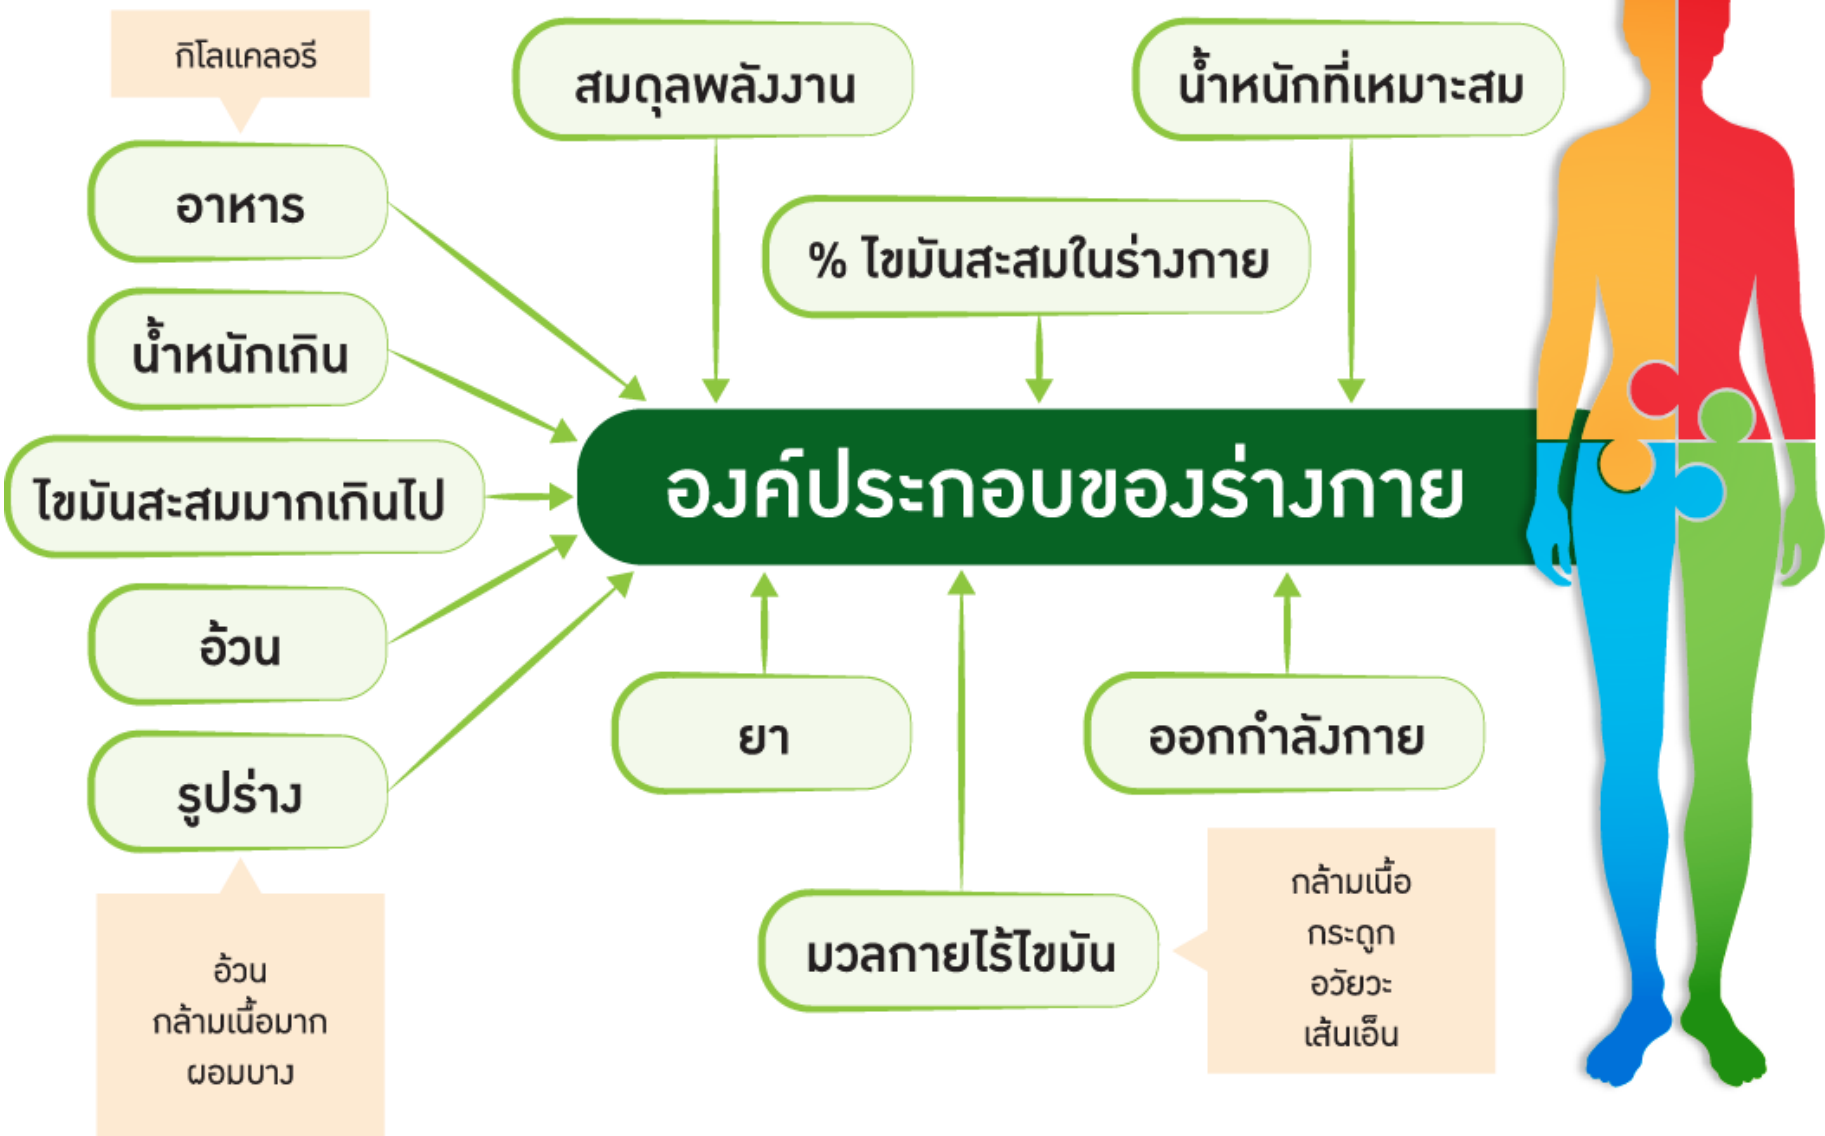 กิโลแคลอรี
สมดุลพลังงาน
น้ำหนักที่เหมาะสม
อาหาร
% ไขมันสะสมในร่างกาย
น้ำหนักเกิน
ไขมันสะสมมากเกินไป
องค์ประกอบของร่างกาย
อ้วน
ยา
ออกกำลังกาย
รูปร่าง
มวลกายไร้ไขมัน
กล้ามเนื้อ
กระดูก
อวัยวะ
เส้นเอ็น
อ้วน
กล้ามเนื้อมาก
ผอมบาง